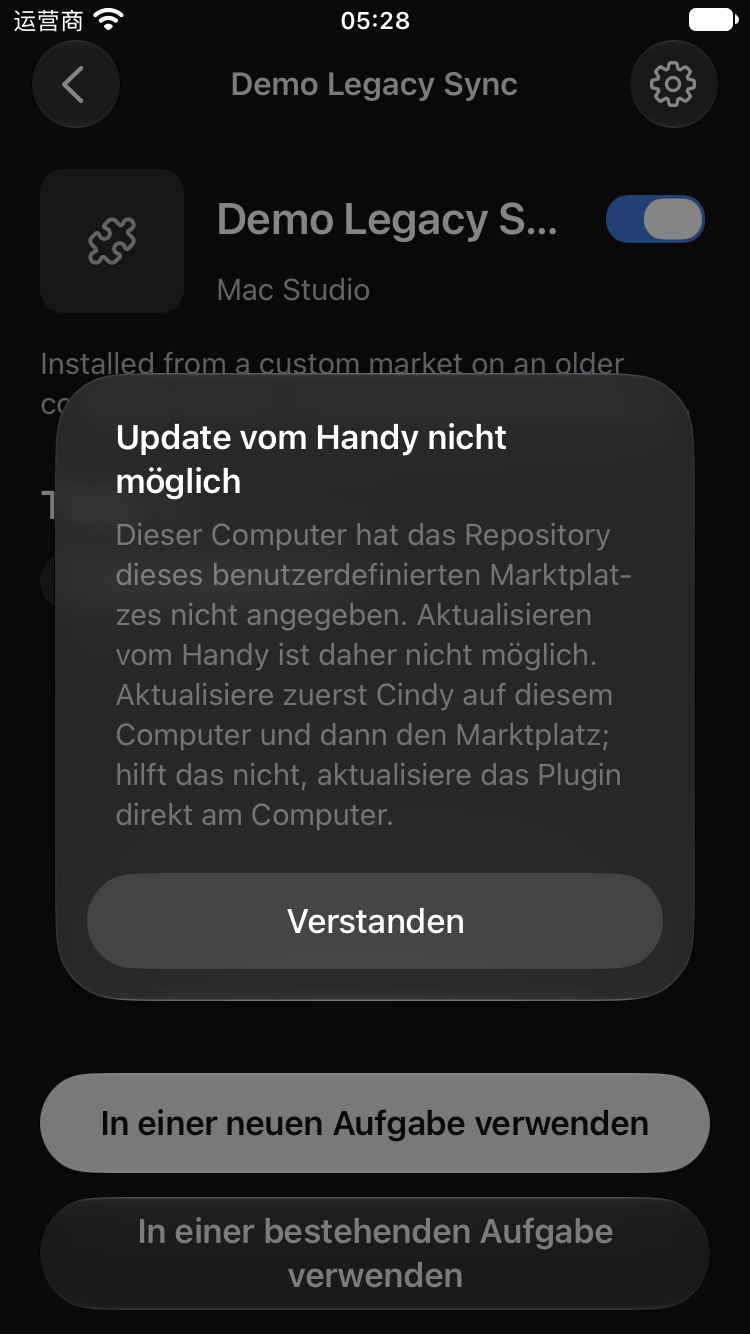 运营商
05:28
Demo Legacy Sync
Demo Legacy S...
Mac Studio
Installed from a custom market on an older
Update vom Handy nicht
möglich
Dieser Computer hat das Repository
dieses benutzerdefinierten Marktplat-
zes nicht angegeben. Aktualisieren
vom Handy ist daher nicht möglich.
Aktualisiere zuerst Cindy auf diesem
Computer und dann den Marktplatz;
hilft das nicht, aktualisiere das Plugin
direkt am Computer.
Verstanden
In einer neuen Aufgabe verwenden
In einer bestehenden Aufgabe
verwenden